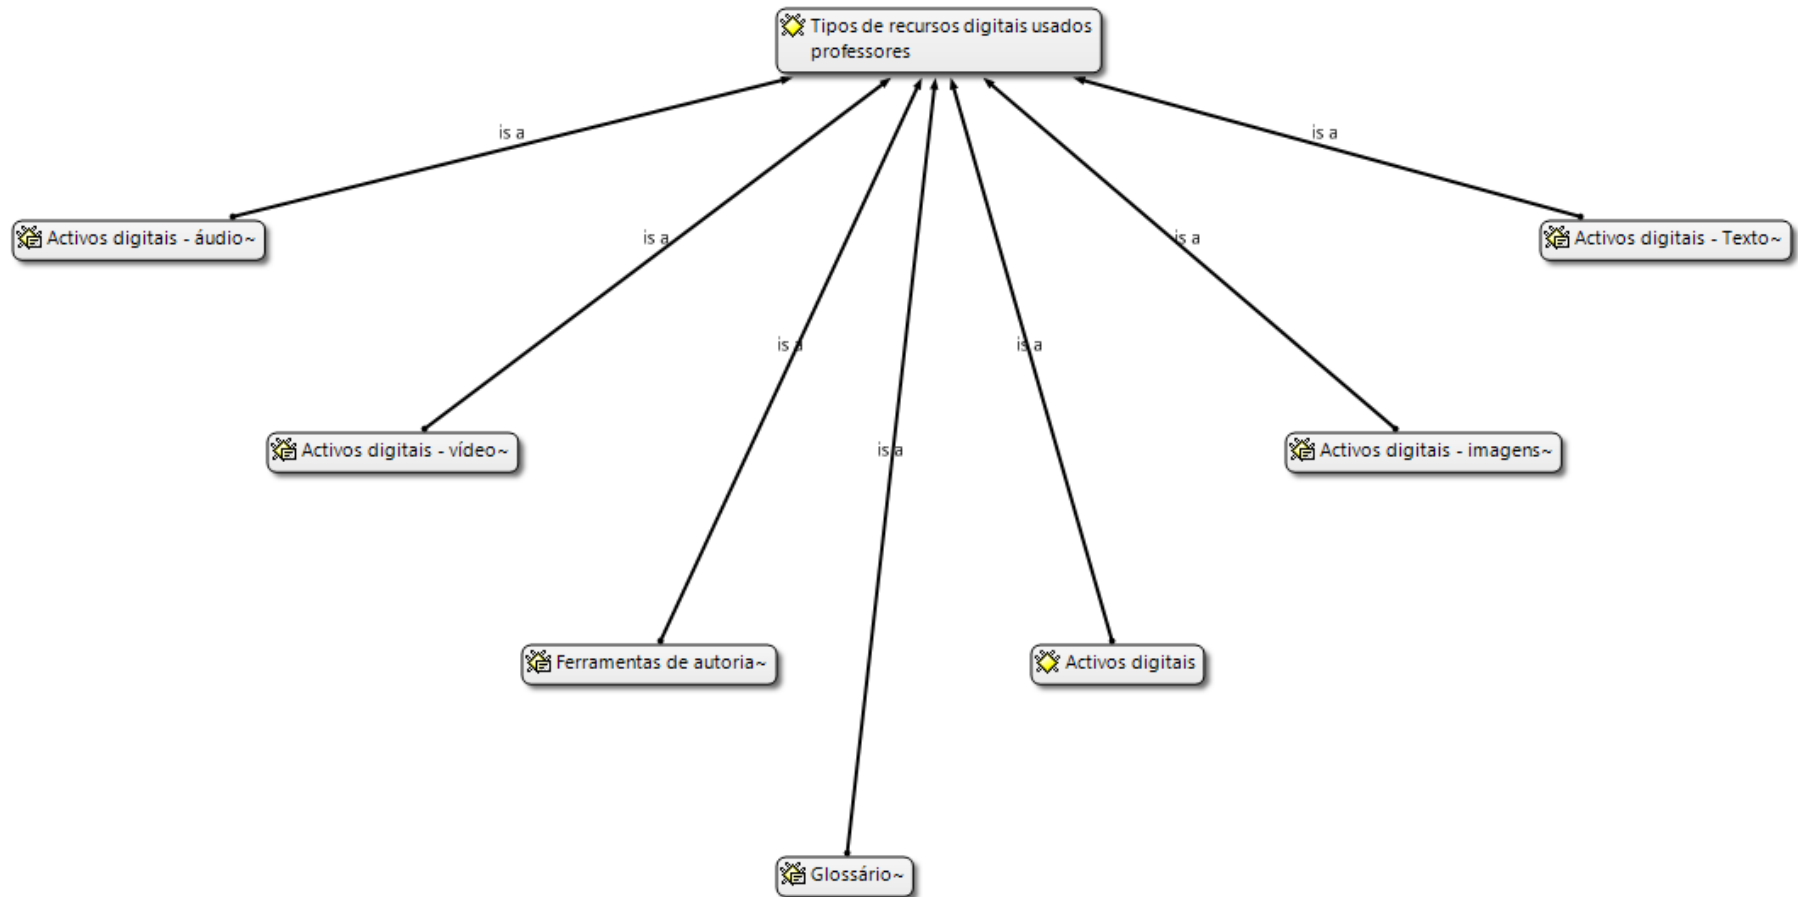 Tipos de recursos digitais usados
professores
is a
is a
Activos digitais - áudio~
is a
is a
Activos digitais - Texto~
is a
is a
Activos digitais - vídeo~
is a
Activos digitais - imagens~
Ferramentas de autoria~
Activos digitais
Glossário~